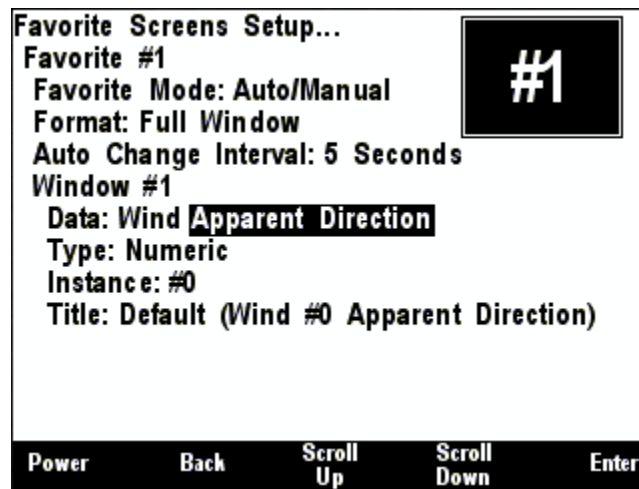 Favorite Screens Setup...
Favorite #1
#1
Favorite Mode: Auto/Manual
Format: Full Window
Auto Change Interval: 5 Seconds
Window #1
Data: Wind Apparent Direction
Type: Numeric
Instance: #0
Title: Default (Wind #0 Apparent Direction)
Power Back Scroll Up Scroll Down Enter